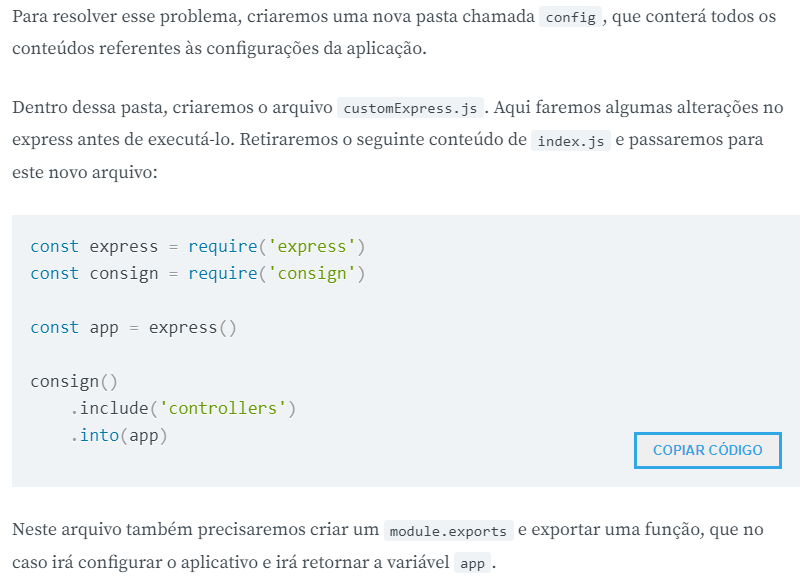 Para resolver esse problema, criaremos uma nova pasta chamada config , que conterá todos os
conteúdos referentes às configurações da aplicação.
Dentro dessa pasta, criaremos o arquivo customExpress.js . Aqui faremos algumas alterações no
express antes de executá-lo. Retiraremos o seguinte conteúdo de index.js e passaremos para
este novo arquivo:
const express = require('express')
const consign = require('consign')
const app = express()
consign()
    .include('controllers')
    .into(app)
COPIAR CÓDIGO
Neste arquivo também precisaremos criar um module.exports e exportar uma função, que no
caso irá configurar o aplicativo e irá retornar a variável app .